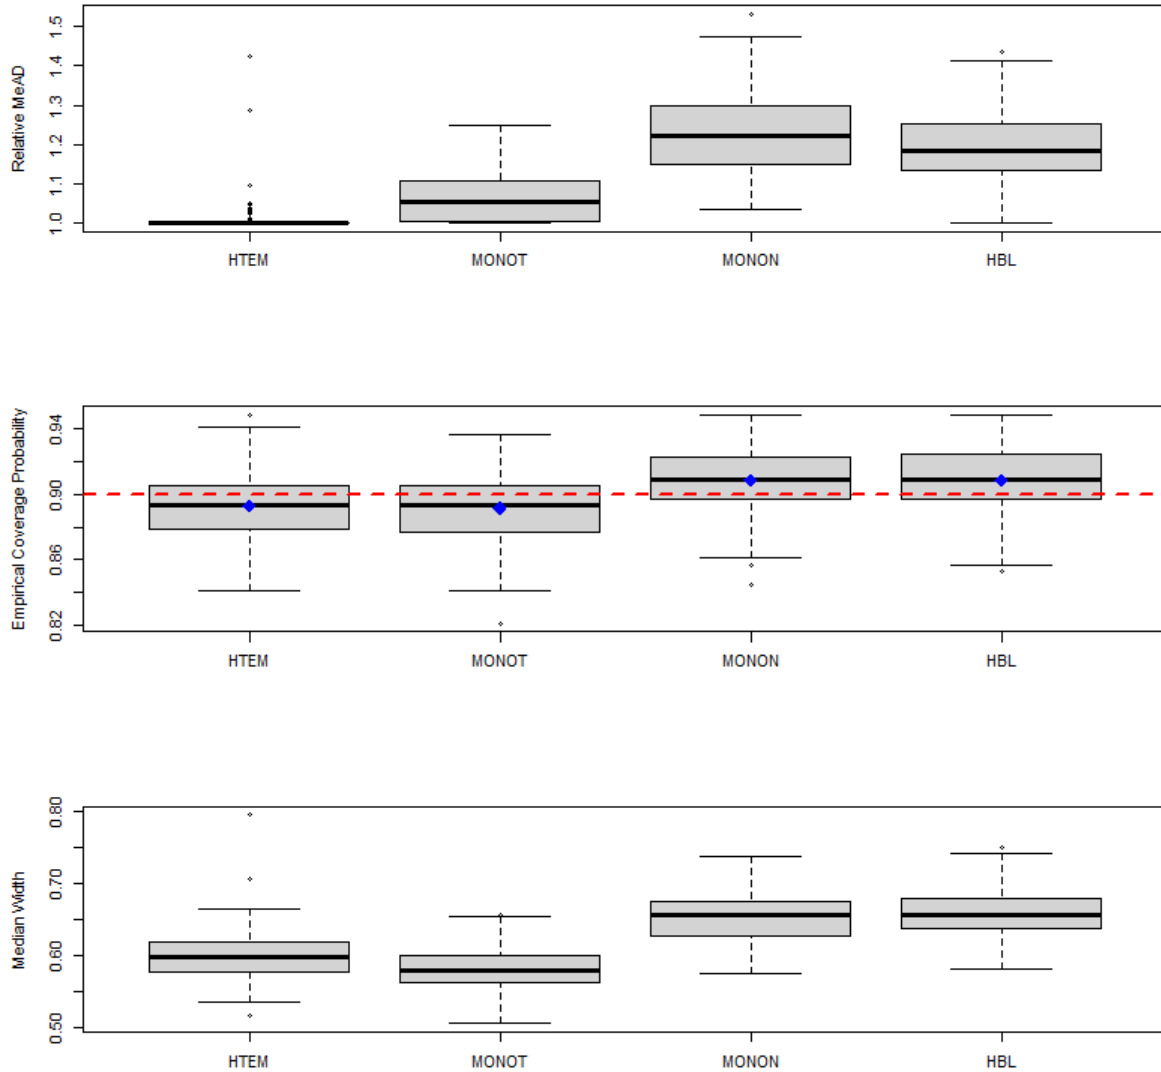 Relative MeAD
1.5
1.4
1.3
1.2
1.1
1.0
HTEM MONOT MONON HBL
Empirical Coverage Probability
0.94
0.90
0.86
0.82
HTEM MONOT MONON HBL
Median Width
0.80
0.70
0.60
0.50
HTEM MONOT MONON HBL